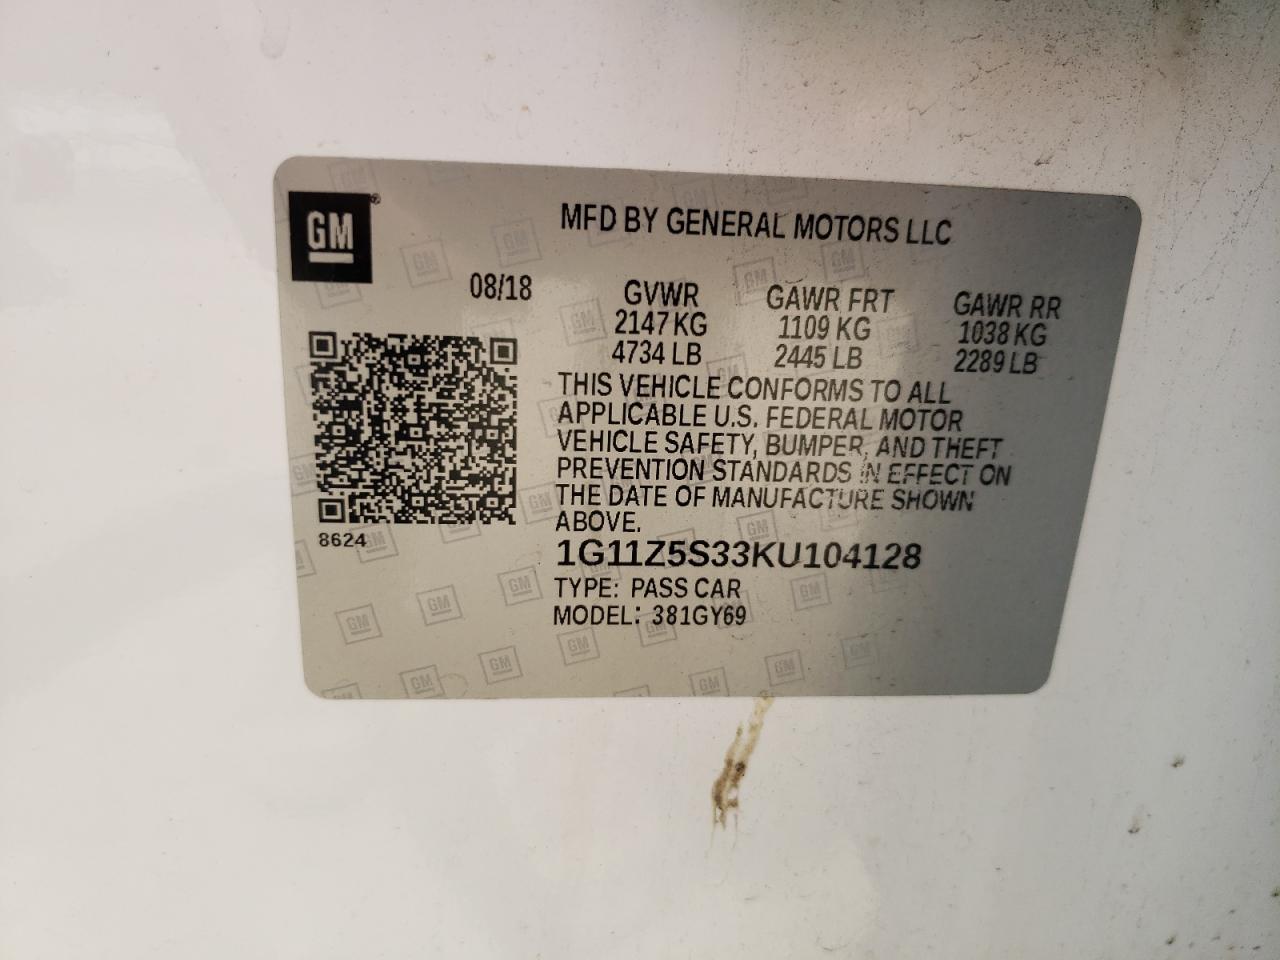 GM®
MFD BY GENERAL MOTORS LLC
08/18
GVWR GAWR FRT GAWR RR
2147 KG 1109 KG 1038 KG
4734 LB 2445 LB 2289 LB
THIS VEHICLE CONFORMS TO ALL
APPLICABLE U.S. FEDERAL MOTOR
VEHICLE SAFETY, BUMPER, AND THEFT
PREVENTION STANDARDS IN EFFECT ON
THE DATE OF MANUFACTURE SHOWN
ABOVE.
8624
1G11Z5S33KU104128
TYPE: PASS CAR
MODEL: 381GY69